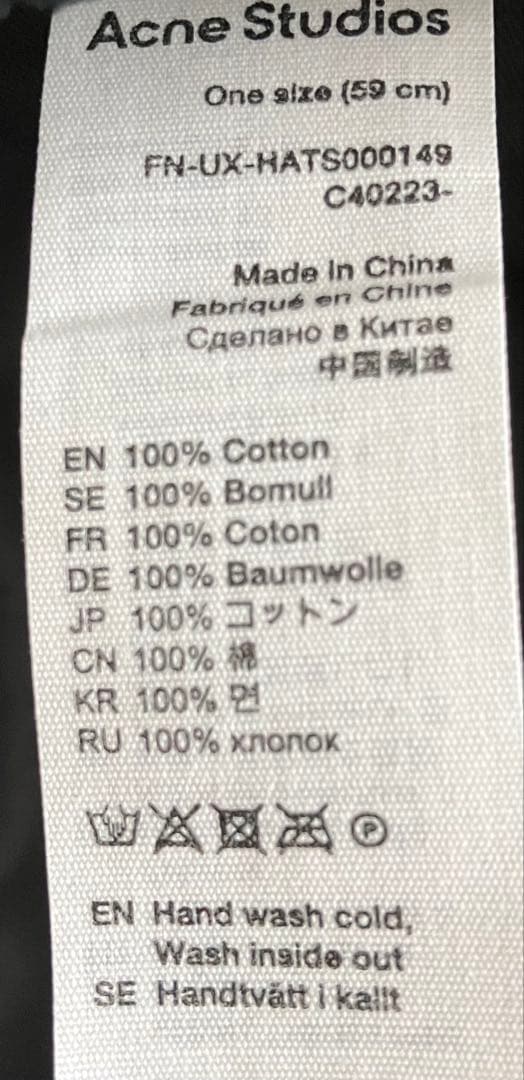 Acne Studios
One size (59 cm)
FN-UX-HATS000149
C40223-
Made in China
Fabriqué en Chine
Сделано в Китае
中国制造
EN 100% Cotton
SE 100% Bomull
FR 100% Coton
DE 100% Baumwolle
JP 100% コットン
CN 100% 棉
KR 100% 면
RU 100% хлопок
P
EN Hand wash cold,
Wash inside out
SE Handtvätt i kallt